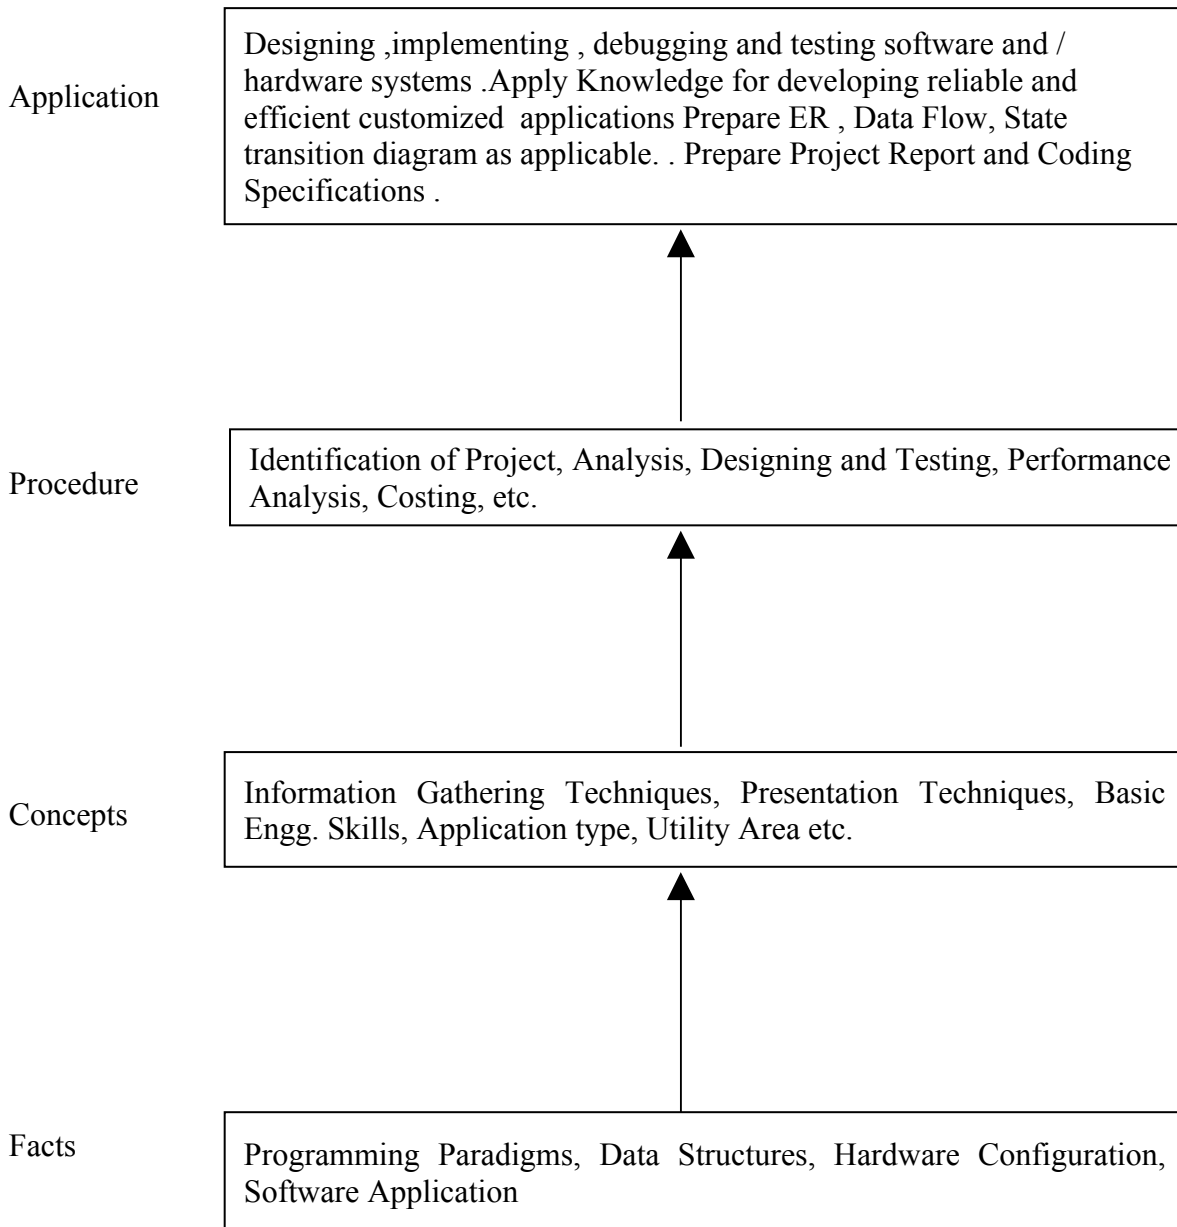 Application
Designing ,implementing , debugging and testing software and /
hardware systems .Apply Knowledge for developing reliable and
efficient customized applications Prepare ER , Data Flow, State
transition diagram as applicable. . Prepare Project Report and Coding
Specifications .
Procedure
Identification of Project, Analysis, Designing and Testing, Performance
Analysis, Costing, etc.
Concepts
Information Gathering Techniques, Presentation Techniques, Basic
Engg. Skills, Application type, Utility Area etc.
Facts
Programming Paradigms, Data Structures, Hardware Configuration,
Software Application